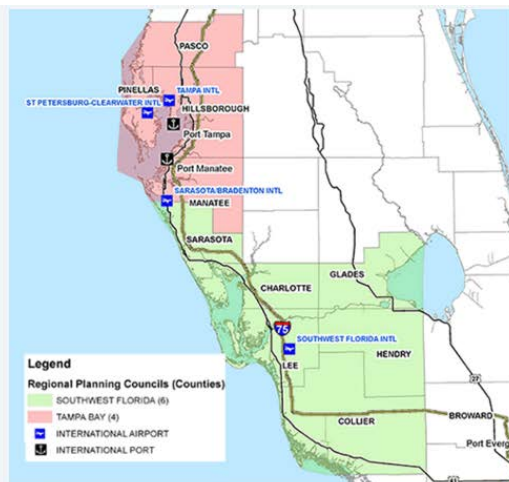 PASCO
PINELLAS
TAMPA INTL
ST PETERSBURG-CLEARWATER INTL
HILLSBOROUGH
Port Tampa
Port Manatee
SARASOTA/BRADENTON INTL
MANATEE
SARASOTA
GLADES
CHARLOTTE
75
SOUTHWEST FLORIDA INTL
LEE
HENDRY
27
COLLIER
BROWARD
Port Everg
41
Legend
Regional Planning Councils (Counties)
SOUTHWEST FLORIDA (6)
TAMPA BAY (4)
INTERNATIONAL AIRPORT
INTERNATIONAL PORT